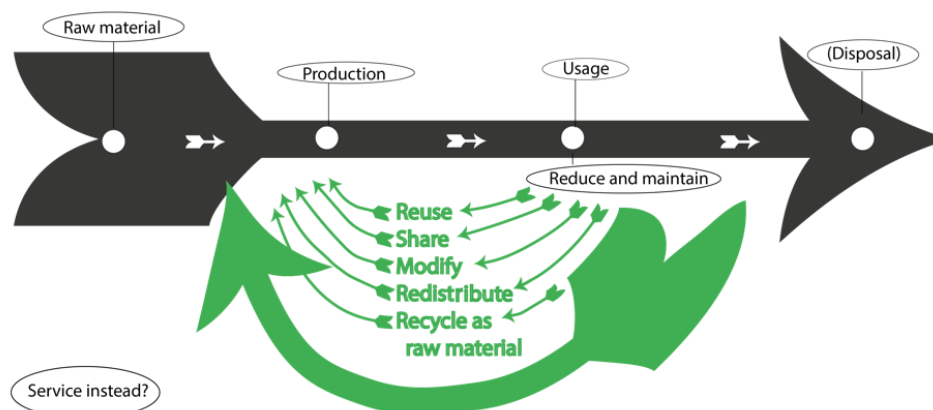 Raw material
Production
Usage
(Disposal)
Reduce and maintain
Reuse
Share
Modify
Redistribute
Recycle as
raw material
Service instead?